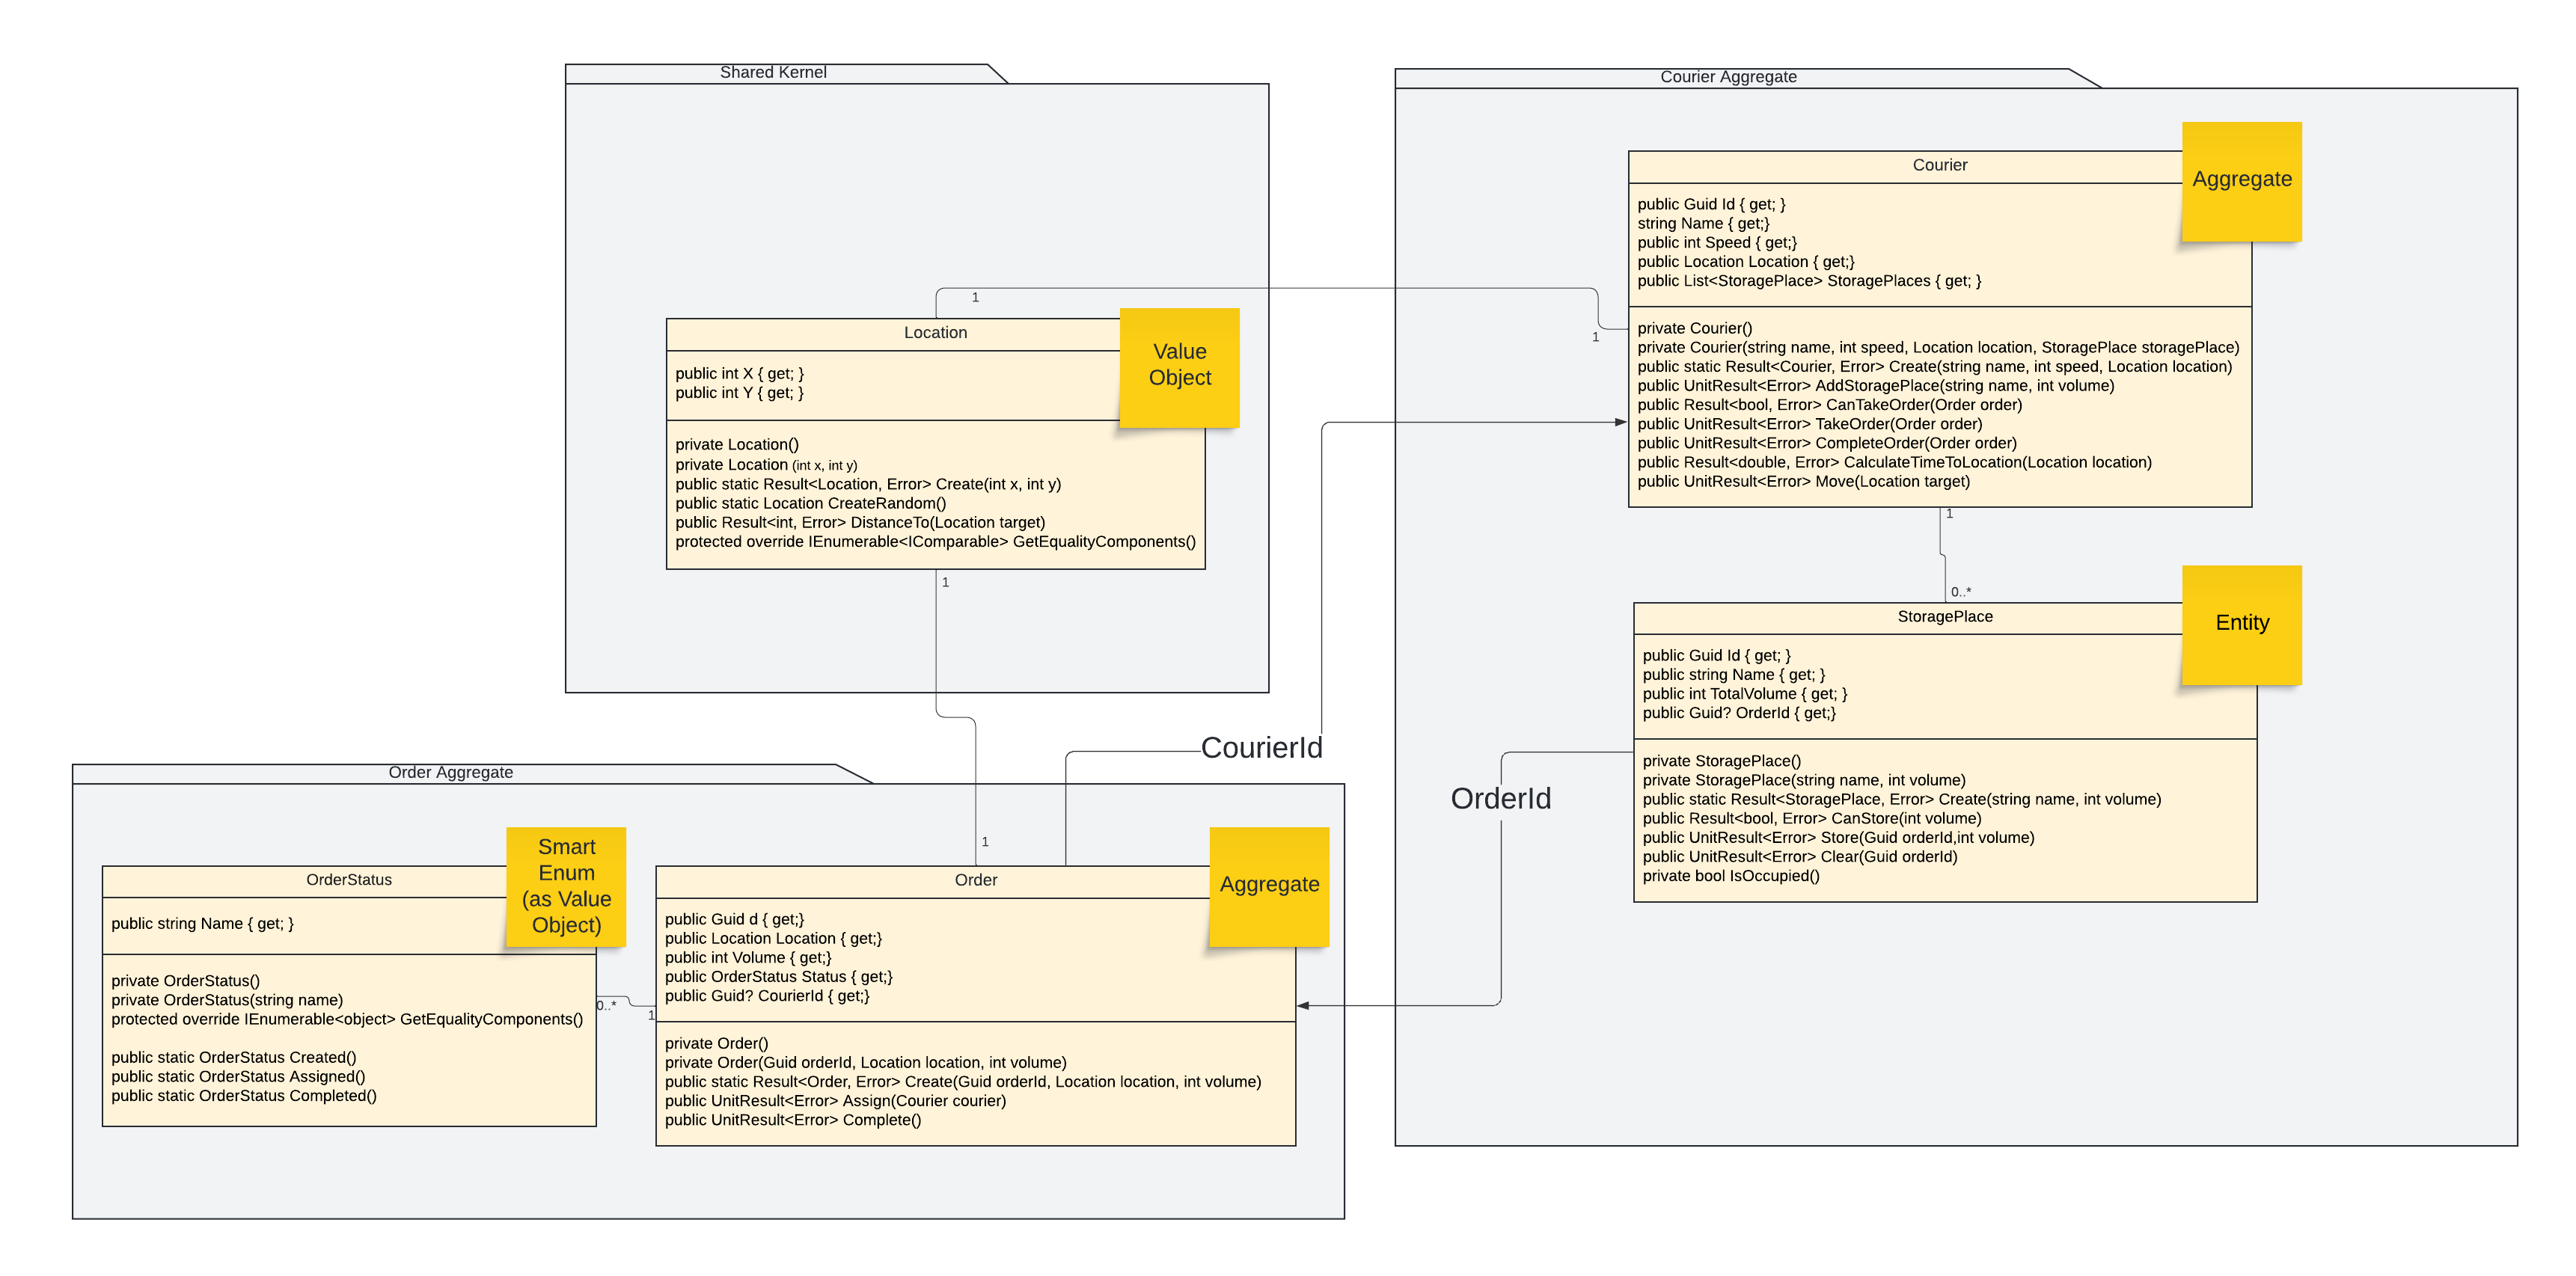 Shared Kernel
Location
Value
Object
public int X { get; }
public int Y { get; }
private Location()
private Location (int x, int y)
public static Result<Location, Error> Create(int x, int y)
public static Location CreateRandom()
public Result<int, Error> DistanceTo(Location target)
protected override IEnumerable<IComparable> GetEqualityComponents()
1
1
1
1
Courier Aggregate
Courier
Aggregate
public Guid Id { get; }
string Name { get;}
public int Speed { get;}
public Location Location { get;}
public List<StoragePlace> StoragePlaces { get; }
private Courier()
private Courier(string name, int speed, Location location, StoragePlace storagePlace)
public static Result<Courier, Error> Create(string name, int speed, Location location)
public UnitResult<Error> AddStoragePlace(string name, int volume)
public Result<bool, Error> CanTakeOrder(Order order)
public UnitResult<Error> TakeOrder(Order order)
public UnitResult<Error> CompleteOrder(Order order)
public Result<double, Error> CalculateTimeToLocation(Location location)
public UnitResult<Error> Move(Location target)
1
0..*
StoragePlace
Entity
public Guid Id { get; }
public string Name { get; }
public int TotalVolume { get; }
public Guid? OrderId { get;}
private StoragePlace()
private StoragePlace(string name, int volume)
public static Result<StoragePlace, Error> Create(string name, int volume)
public Result<bool, Error> CanStore(int volume)
public UnitResult<Error> Store(Guid orderId,int volume)
public UnitResult<Error> Clear(Guid orderId)
private bool IsOccupied()
CourierId
OrderId
Order Aggregate
OrderStatus
Smart
Enum
(as Value
Object)
public string Name { get; }
private OrderStatus()
private OrderStatus(string name)
protected override IEnumerable<object> GetEqualityComponents()
public static OrderStatus Created()
public static OrderStatus Assigned()
public static OrderStatus Completed()
0..*
1
Order
Aggregate
public Guid d { get;}
public Location Location { get;}
public int Volume { get;}
public OrderStatus Status { get;}
public Guid? CourierId { get;}
private Order()
private Order(Guid orderId, Location location, int volume)
public static Result<Order, Error> Create(Guid orderId, Location location, int volume)
public UnitResult<Error> Assign(Courier courier)
public UnitResult<Error> Complete()